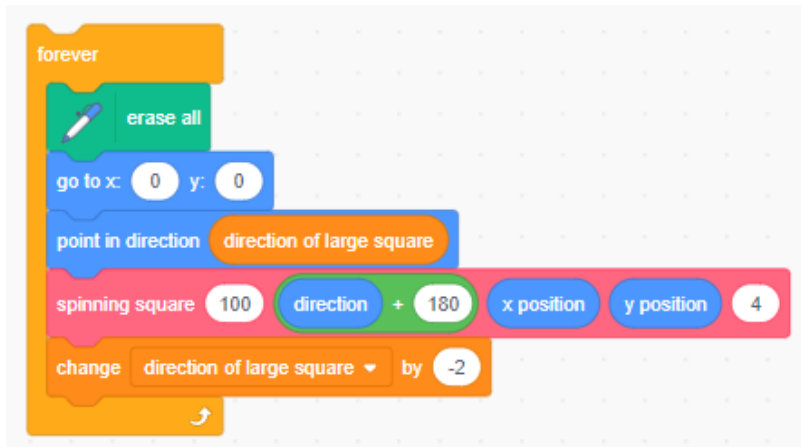 forever
erase all
go to x: 0 y: 0
point in direction direction of large square
spinning square 100 direction + 180 x position y position 4
change direction of large square by -2